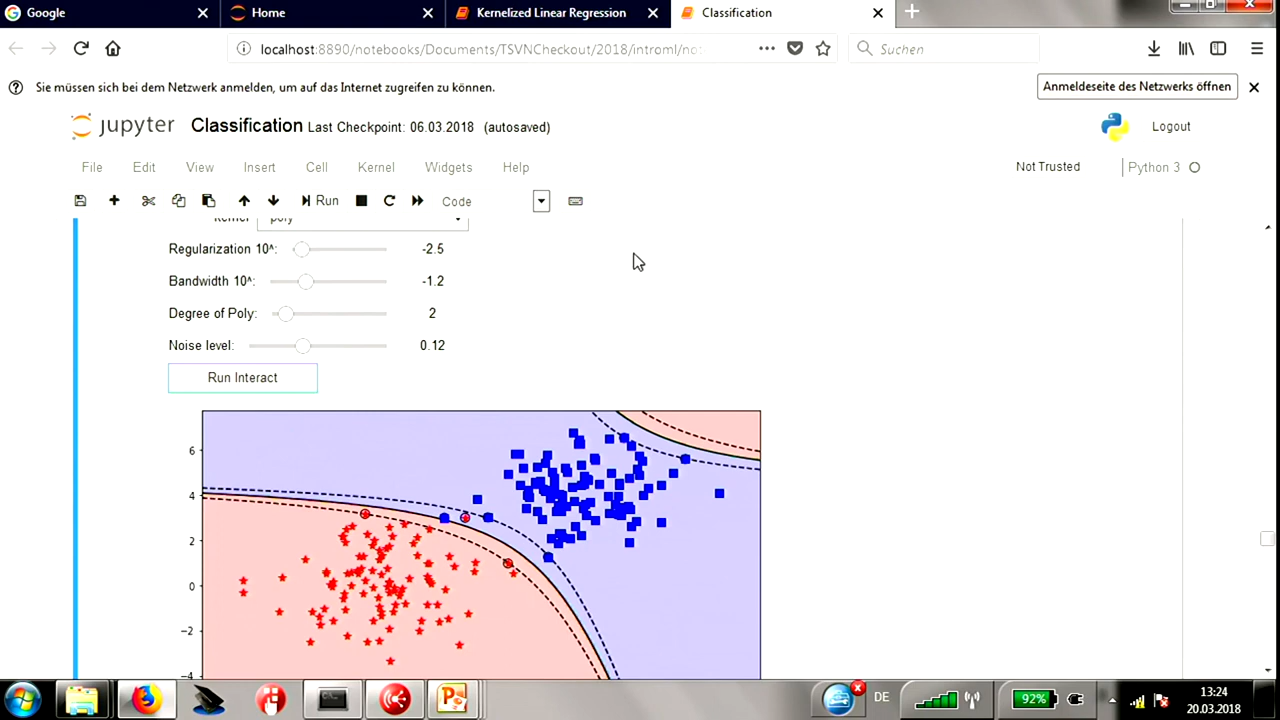 Google
Home
Kernelized Linear Regression
Classification
localhost:8890/notebooks/Documents/TSVNCheckout/2018/introml/no
Suchen
Sie müssen sich bei dem Netzwerk anmelden, um auf das Internet zugreifen zu können.
Anmeldeseite des Netzwerks öffnen
jupyter Classification Last Checkpoint: 06.03.2018 (autosaved)
Logout
File Edit View Insert Cell Kernel Widgets Help
Not Trusted
Python 3
Run
Code
Kernel poly
Regularization 10^: -2.5
Bandwidth 10^: -1.2
Degree of Poly: 2
Noise level: 0.12
Run Interact
6
4
2
0
−2
−4
DE
92%
13:24
20.03.2018